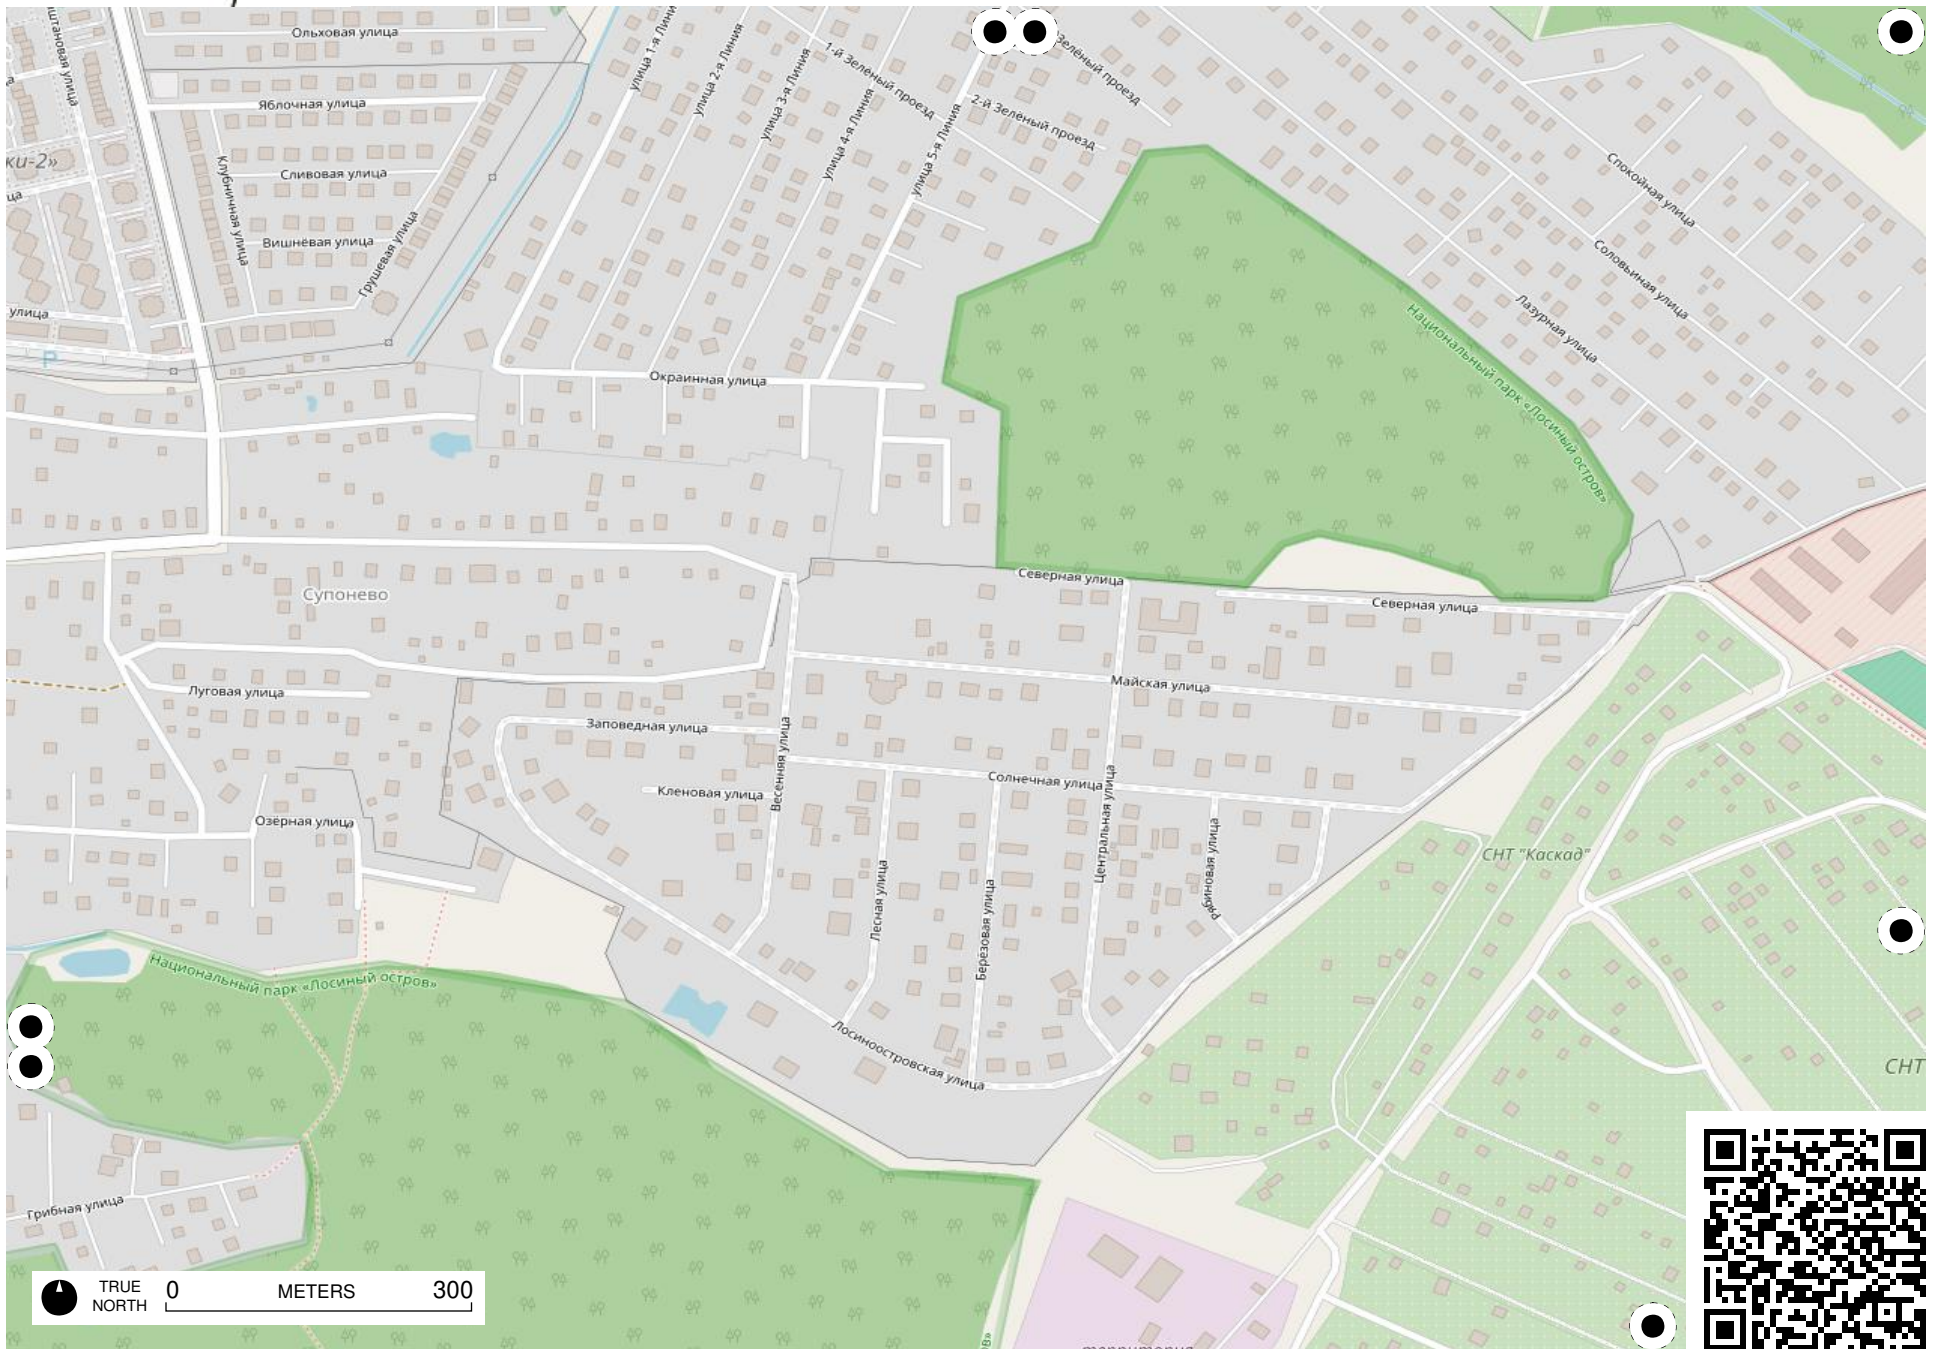 Ольховая улица
улица 1-я Лини
улица 2-я Линия
улица 3-я Линия
улица 4-я Линия
улица 5-я Линия
1-й Зелёный проезд
Зелёный проезд
2-й Зелёный проезд
Яблочная улица
ки-2»
Клубничная улица
Сливовая улица
Вишнёвая улица
Грушевая улица
Спокойная улица
Соловьиная улица
Лазурная улица
улица
P
Окраинная улица
Национальный парк «Лосиный остров»
Супонево
Северная улица
Северная улица
Луговая улица
Майская улица
Заповедная улица
Весенняя улица
Кленовая улица
Солнечная улица
Центральная улица
Озёрная улица
Рябиновая улица
СНТ "Каскад"
Лесная улица
Берёзовая улица
Национальный парк «Лосиный остров»
Лосиноостровская улица
СНТ
Грибная улица
TRUE NORTH
0 METERS 300
территория